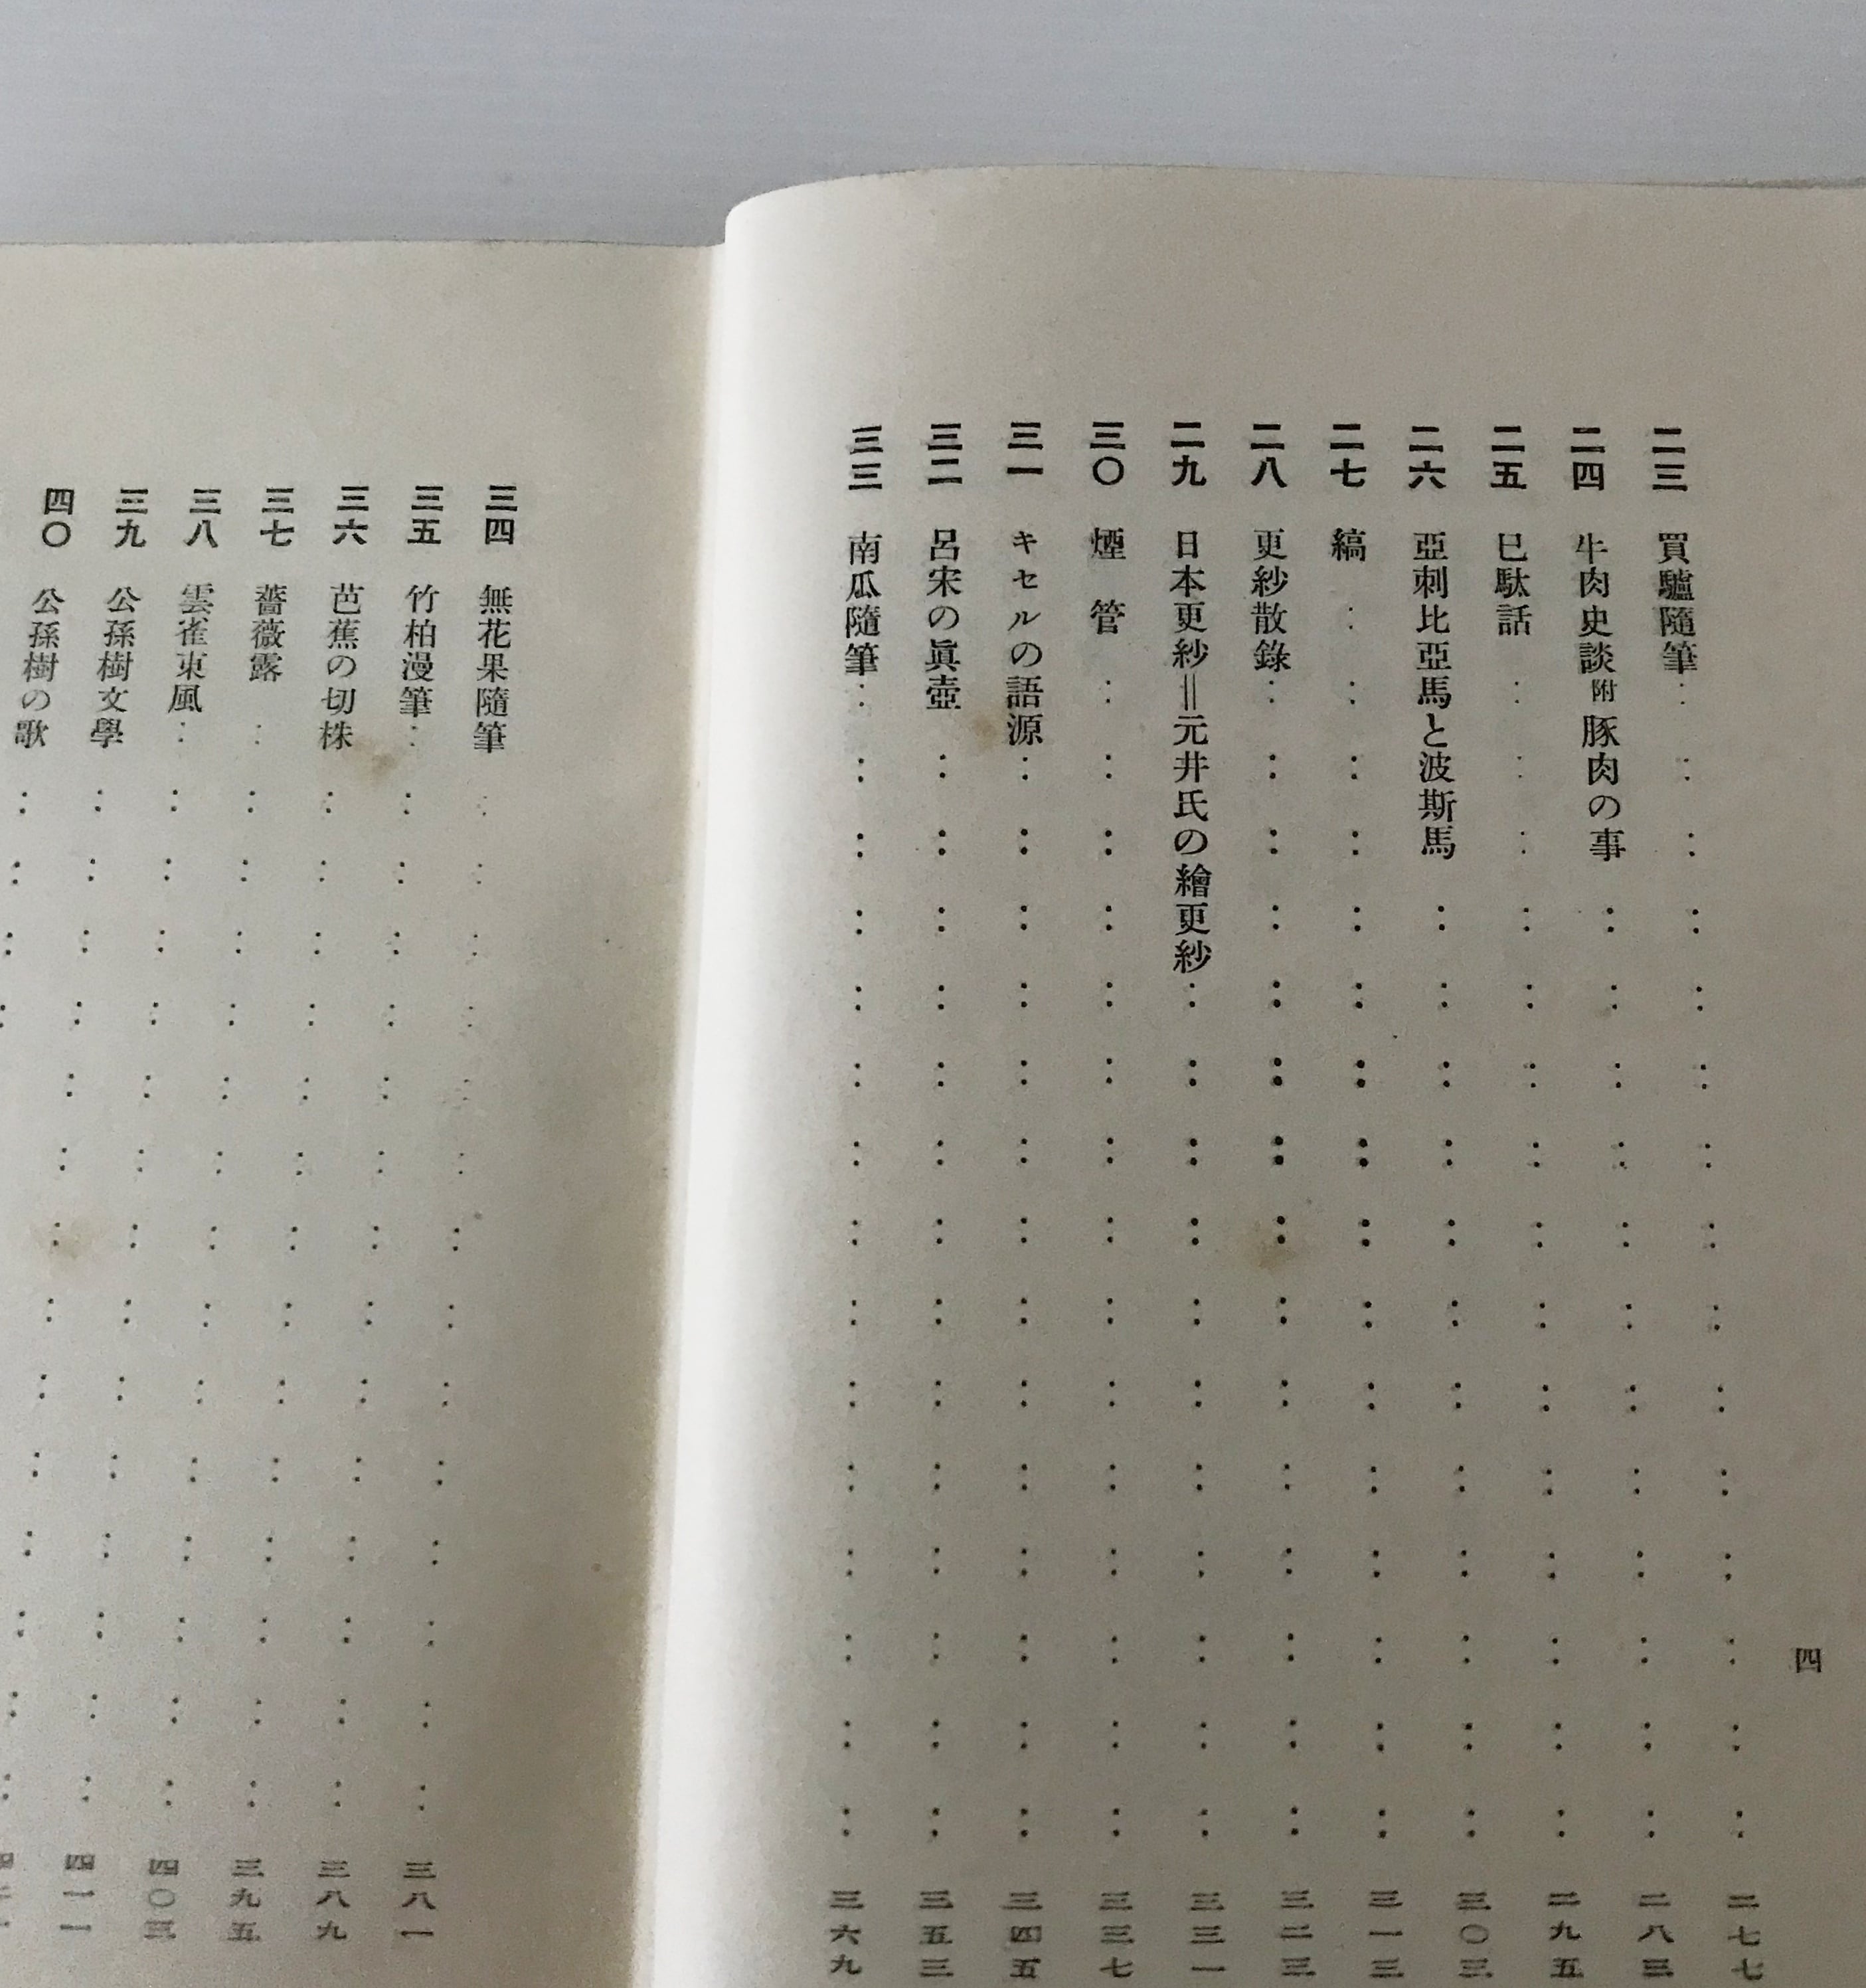 四
二三 買驢隨筆……二七七
二四 牛肉史談附豚肉の事……二八三
二五 巳駄話……二九五
二六 亞刺比亞馬と波斯馬……三〇三
二七 縞……三一三
二八 更紗散錄……三二三
二九 日本更紗=元井氏の繪更紗……三三一
三〇 煙管……三三七
三一 キセルの語源……三四五
三二 呂宋の眞壺……三五三
三三 南瓜隨筆……三六九
三四 無花果隨筆……三八一
三五 竹柏漫筆……三八九
三六 芭蕉の切株……三九五
三七 薔薇露……四〇三
三八 雲雀東風……四一一
三九 公孫樹文學……
四〇 公孫樹の歌……